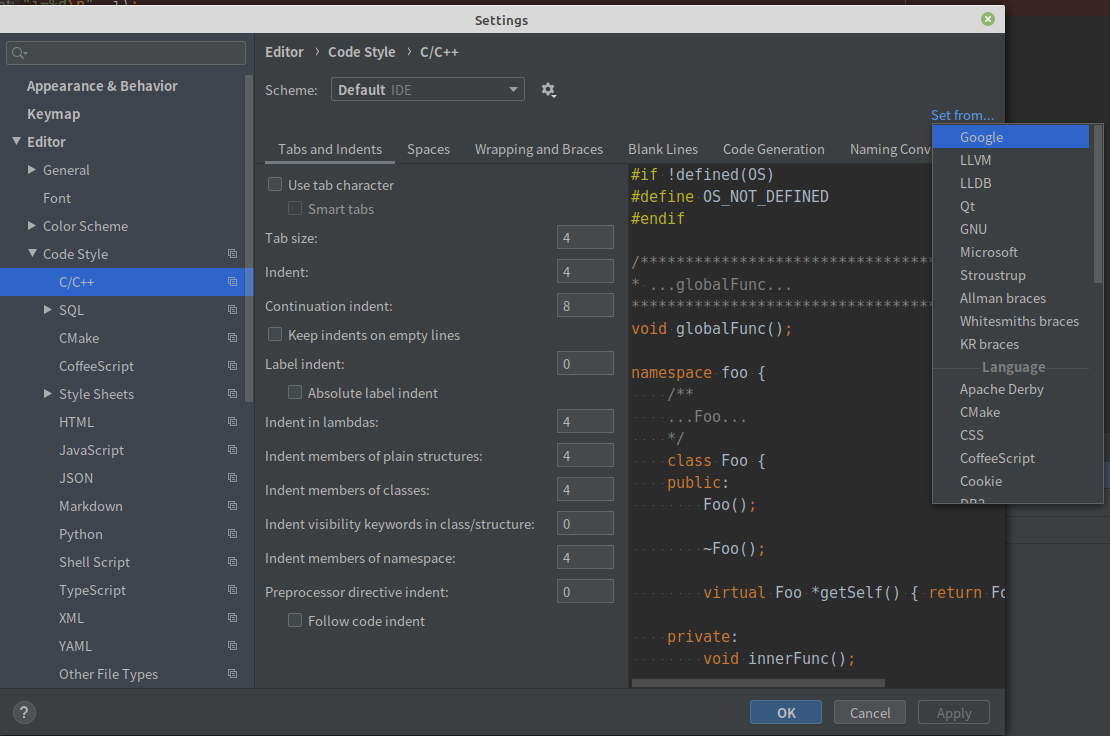 "i=%d\n", i);
Settings
Appearance & Behavior
Keymap
Editor
General
Font
Color Scheme
Code Style
C/C++
SQL
CMake
CoffeeScript
Style Sheets
HTML
JavaScript
JSON
Markdown
Python
Shell Script
TypeScript
XML
YAML
Other File Types
?
Editor › Code Style › C/C++
Scheme: Default IDE
Set from...
Tabs and Indents Spaces Wrapping and Braces Blank Lines Code Generation Naming Conv
Use tab character
Smart tabs
Tab size: 4
Indent: 4
Continuation indent: 8
Keep indents on empty lines
Label indent: 0
Absolute label indent
Indent in lambdas: 4
Indent members of plain structures: 4
Indent members of classes: 4
Indent visibility keywords in class/structure: 0
Indent members of namespace: 4
Preprocessor directive indent: 0
Follow code indent
#if !defined(OS)
#define OS_NOT_DEFINED
#endif
/*********************************
* ...globalFunc...
*********************************
void globalFunc();
namespace foo {
/**
...Foo...
*/
class Foo {
public:
Foo();
~Foo();
virtual Foo *getSelf() { return Fo
private:
void innerFunc();
Google
LLVM
LLDB
Qt
GNU
Microsoft
Stroustrup
Allman braces
Whitesmiths braces
KR braces
Language
Apache Derby
CMake
CSS
CoffeeScript
Cookie
DB2
OK Cancel Apply